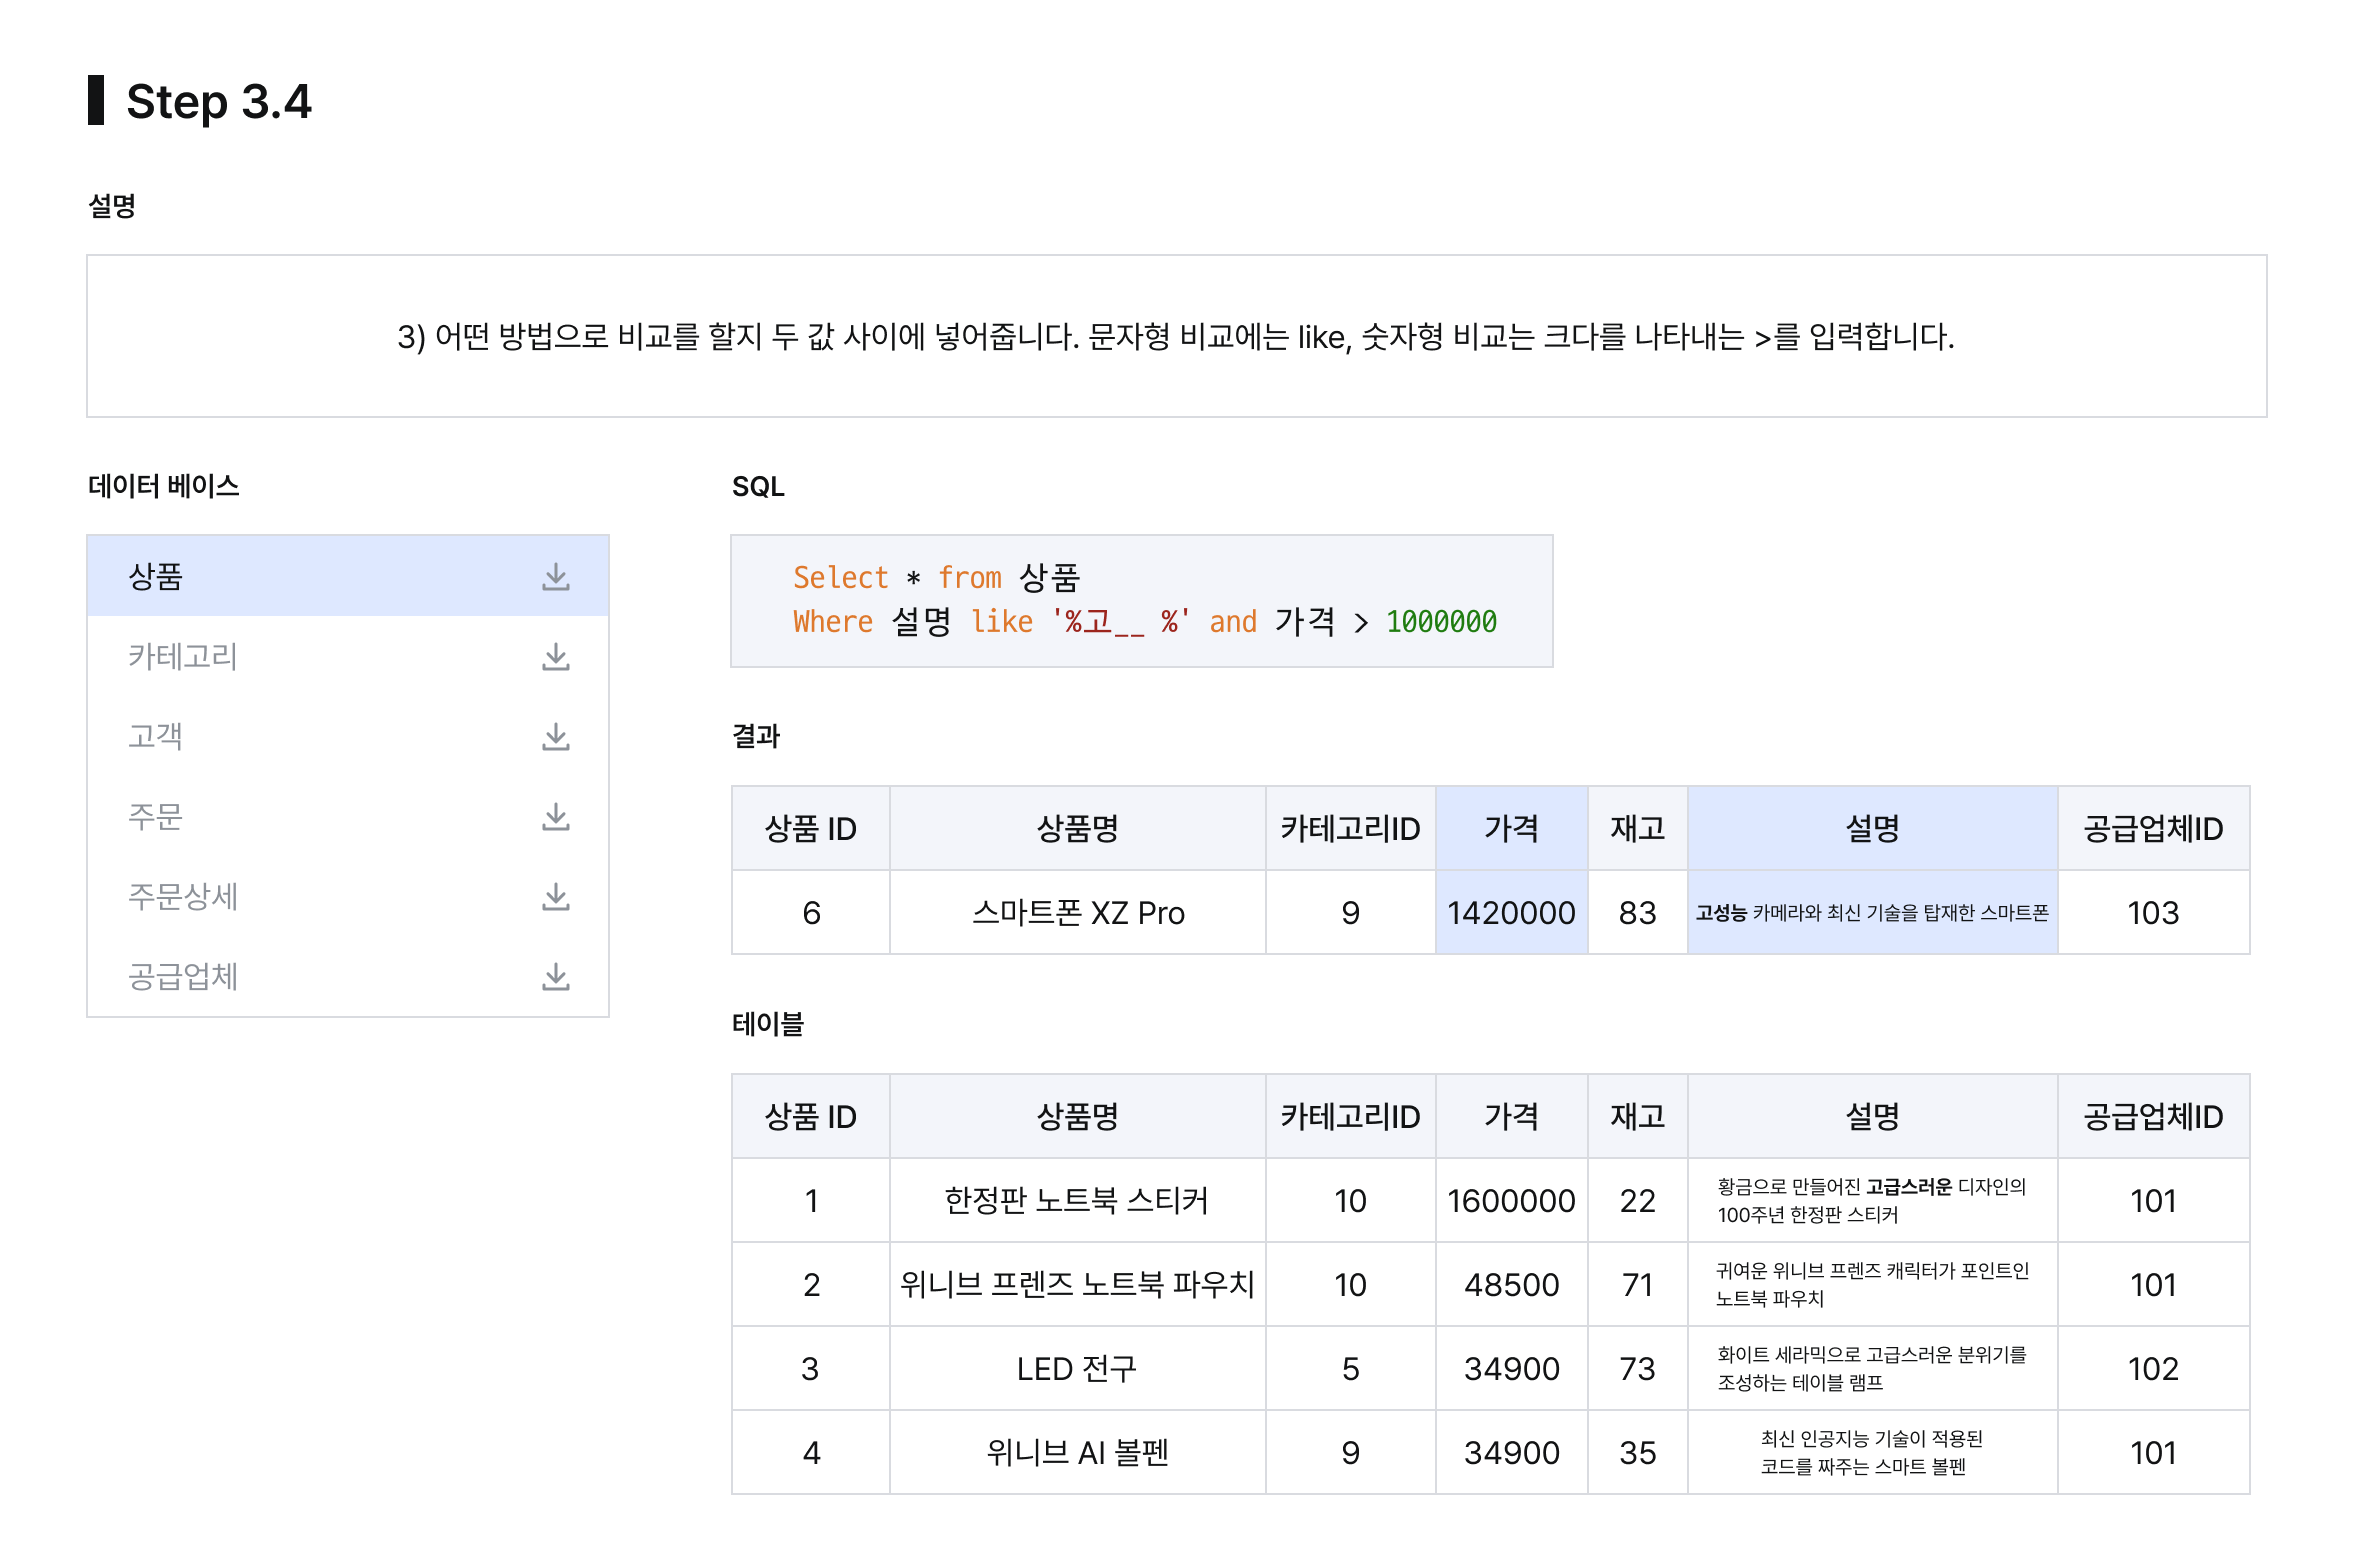 Step 3.4
설명
3) 어떤 방법으로 비교를 할지 두 값 사이에 넣어줍니다. 문자형 비교에는 like, 숫자형 비교는 크다를 나타내는 >를 입력합니다.
데이터 베이스
상품
카테고리
고객
주문
주문상세
공급업체
SQL
Select * from 상품
Where 설명 like '%고__ %' and 가격 > 1000000
결과
상품 ID 상품명 카테고리ID 가격 재고 설명 공급업체ID
6 스마트폰 XZ Pro 9 1420000 83 고성능 카메라와 최신 기술을 탑재한 스마트폰 103
테이블
상품 ID 상품명 카테고리ID 가격 재고 설명 공급업체ID
1 한정판 노트북 스티커 10 1600000 22 황금으로 만들어진 고급스러운 디자인의
100주년 한정판 스티커 101
2 위니브 프렌즈 노트북 파우치 10 48500 71 귀여운 위니브 프렌즈 캐릭터가 포인트인
노트북 파우치 101
3 LED 전구 5 34900 73 화이트 세라믹으로 고급스러운 분위기를
조성하는 테이블 램프 102
4 위니브 AI 볼펜 9 34900 35 최신 인공지능 기술이 적용된
코드를 짜주는 스마트 볼펜 101